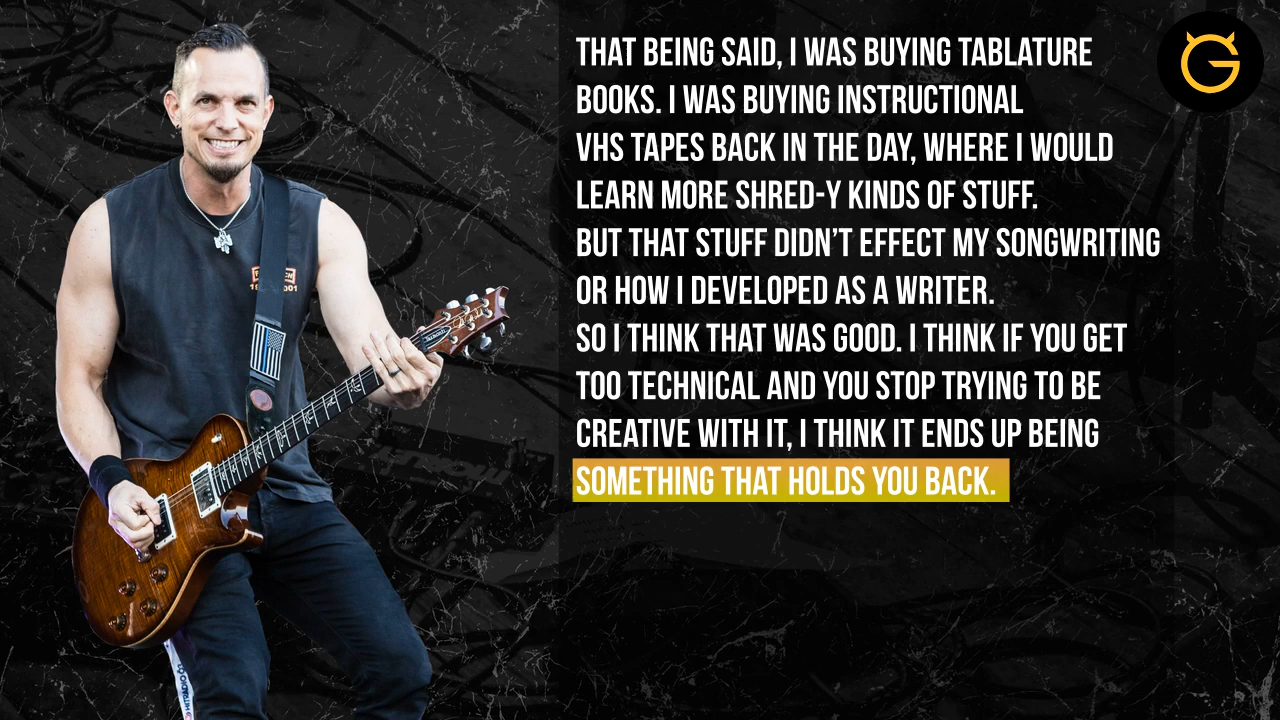 THAT BEING SAID, I WAS BUYING TABLATURE
BOOKS. I WAS BUYING INSTRUCTIONAL
VHS TAPES BACK IN THE DAY, WHERE I WOULD
LEARN MORE SHRED-Y KINDS OF STUFF.
BUT THAT STUFF DIDN'T EFFECT MY SONGWRITING
OR HOW I DEVELOPED AS A WRITER.
SO I THINK THAT WAS GOOD. I THINK IF YOU GET
TOO TECHNICAL AND YOU STOP TRYING TO BE
CREATIVE WITH IT, I THINK IT ENDS UP BEING
SOMETHING THAT HOLDS YOU BACK.
G